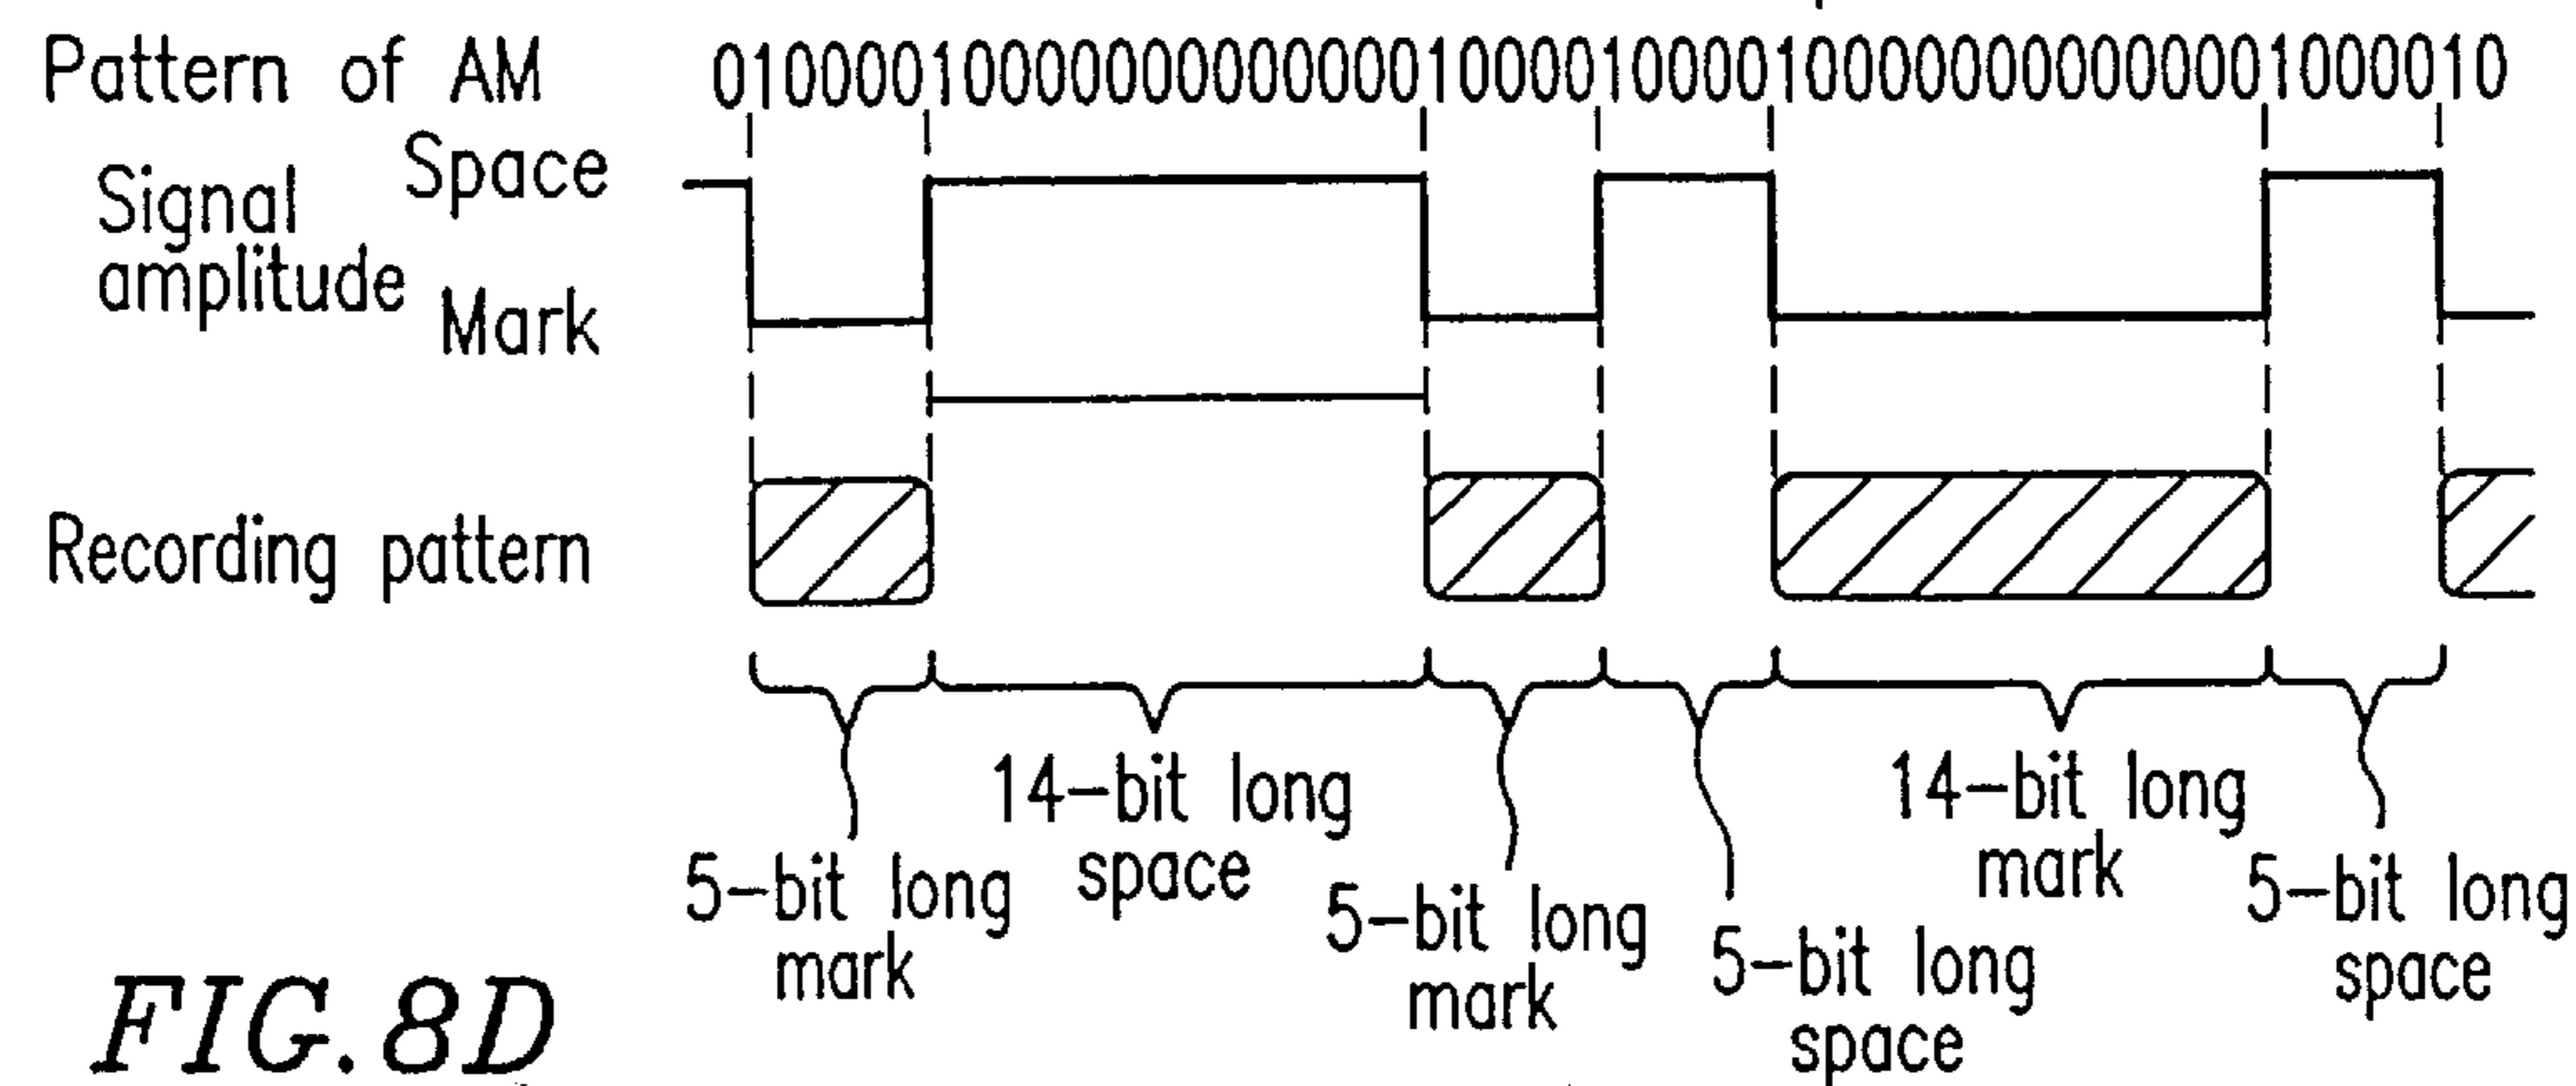 Pattern of AM 010000100000000000001000010000100000000000001000010
Space
Signal
amplitude
Mark
Recording pattern
14-bit long
space
14-bit long
mark
5-bit long
mark
5-bit long
mark
5-bit long
space
5-bit long
space
FIG.8D